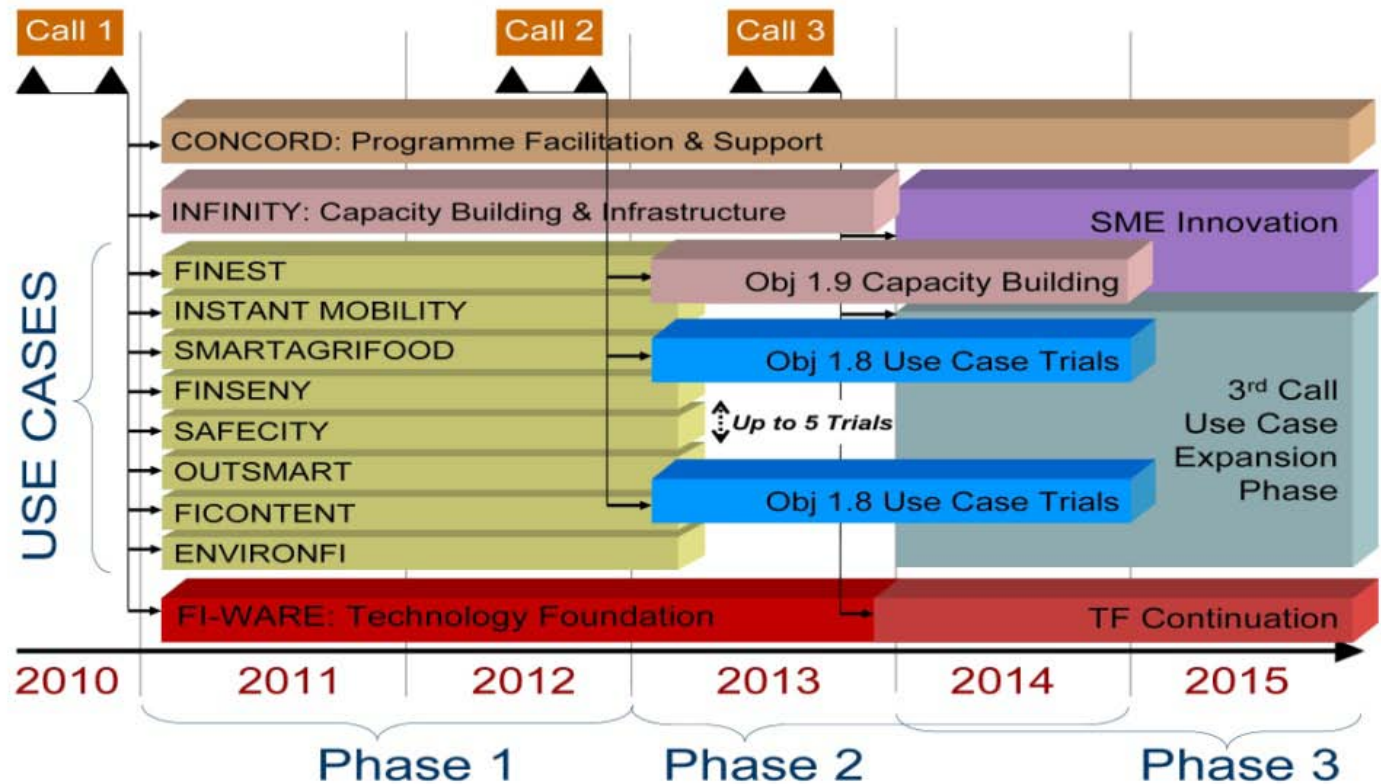 Call 1
Call 2
Call 3
CONCORD: Programme Facilitation & Support
INFINITY: Capacity Building & Infrastructure
SME Innovation
USE CASES
FINEST
Obj 1.9 Capacity Building
INSTANT MOBILITY
SMARTAGRIFOOD
Obj 1.8 Use Case Trials
FINSENY
3rd Call
Use Case
Expansion
Phase
SAFECITY
Up to 5 Trials
OUTSMART
FICONTENT
Obj 1.8 Use Case Trials
ENVIRONFI
FI-WARE: Technology Foundation
TF Continuation
2010 2011 2012 2013 2014 2015
Phase 1 Phase 2 Phase 3